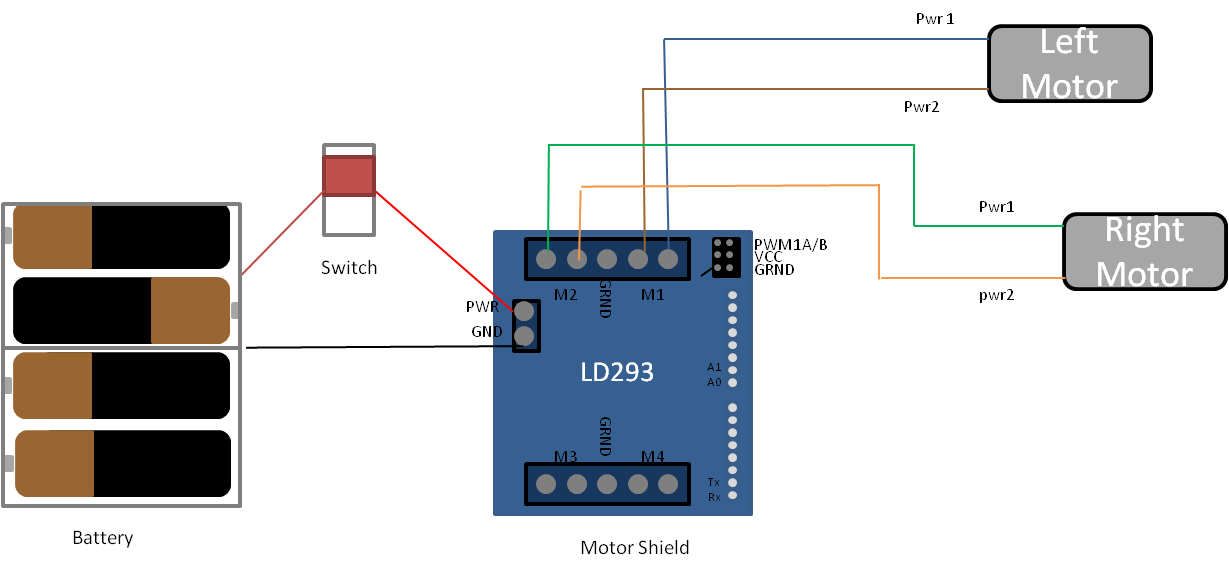 Pwr 1
Left
Motor
Pwr2
Pwr1
Right
Motor
pwr2
Switch
PWM1A/B
VCC
GRND
M2
GRND
M1
PWR
GND
LD293
A1
A0
GRND
M3
M4
Tx
Rx
Battery
Motor Shield